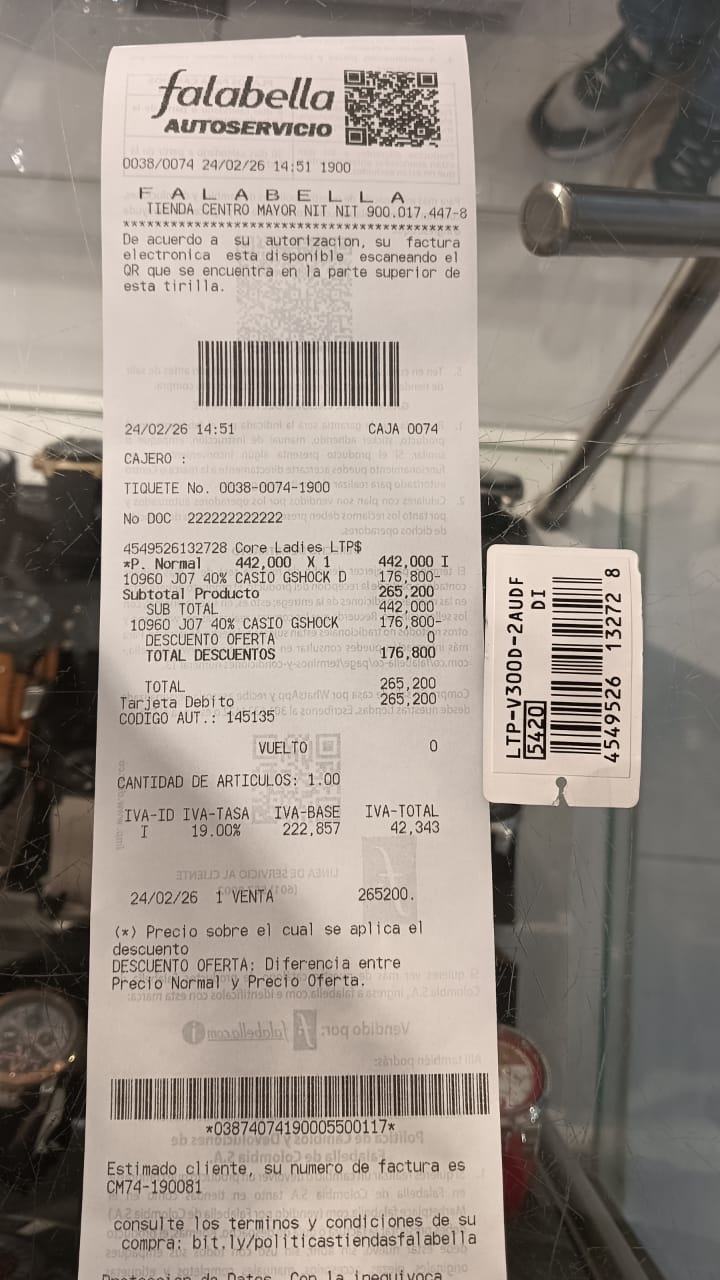 falabella
AUTOSERVICIO
0038/0074 24/02/26 14:51 1900
F A L A B E L L A
TIENDA CENTRO MAYOR NIT NIT 900.017.447-8
******************************************
De acuerdo a su autorizacion, su factura
electronica esta disponible escaneando el
QR que se encuentra en la parte superior de
esta tirilla.
24/02/26 14:51 CAJA 0074
CAJERO :
TIQUETE No. 0038-0074-1900
No DOC 222222222222
4549526132728 Core Ladies LTP$
*P. Normal 442,000 X 1 442,000 I
10960 J07 40% CASIO GSHOCK D 176,800-
Subtotal Producto 265,200
SUB TOTAL 442,000
10960 J07 40% CASIO GSHOCK 176,800-
DESCUENTO OFERTA 0
TOTAL DESCUENTOS 176,800
TOTAL 265,200
Tarjeta Debito 265,200
CODIGO AUT.: 145135
VUELTO 0
CANTIDAD DE ARTICULOS: 1.00
IVA-ID IVA-TASA IVA-BASE IVA-TOTAL
I 19.00% 222,857 42,343
24/02/26 1 VENTA 265200.
(*) Precio sobre el cual se aplica el
descuento
DESCUENTO OFERTA: Diferencia entre
Precio Normal y Precio Oferta.
*03874074190005500117*
Estimado cliente, su numero de factura es
CM74-190081
consulte los terminos y condiciones de su
compra: bit.ly/politicastiendasfalabella
LTP-V300D-2AUDF
DI
5420
4549526 13272 8